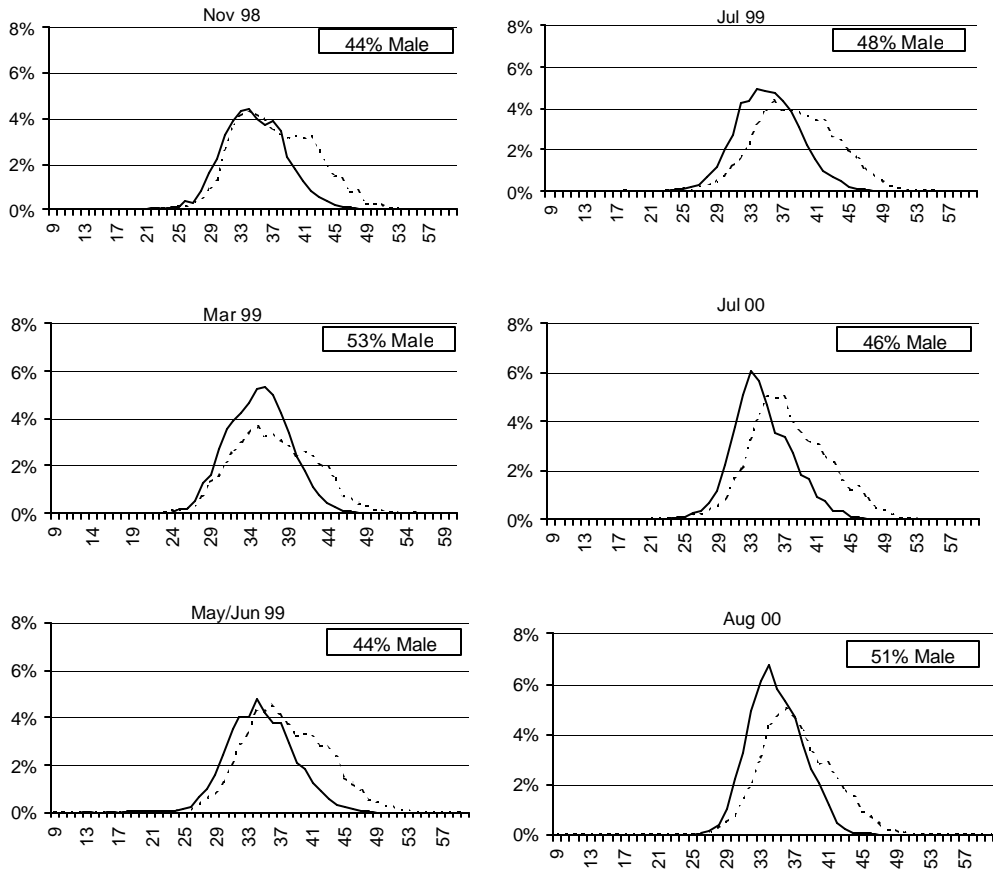 Nov 98
44% Male
8%
6%
4%
2%
0%
9 13 17 21 25 29 33 37 41 45 49 53 57
Jul 99
48% Male
8%
6%
4%
2%
0%
9 13 17 21 25 29 33 37 41 45 49 53 57
Mar 99
53% Male
8%
6%
4%
2%
0%
9 14 19 24 29 34 39 44 49 54 59
Jul 00
46% Male
8%
6%
4%
2%
0%
9 13 17 21 25 29 33 37 41 45 49 53 57
May/Jun 99
44% Male
8%
6%
4%
2%
0%
9 13 17 21 25 29 33 37 41 45 49 53 57
Aug 00
51% Male
8%
6%
4%
2%
0%
9 13 17 21 25 29 33 37 41 45 49 53 57